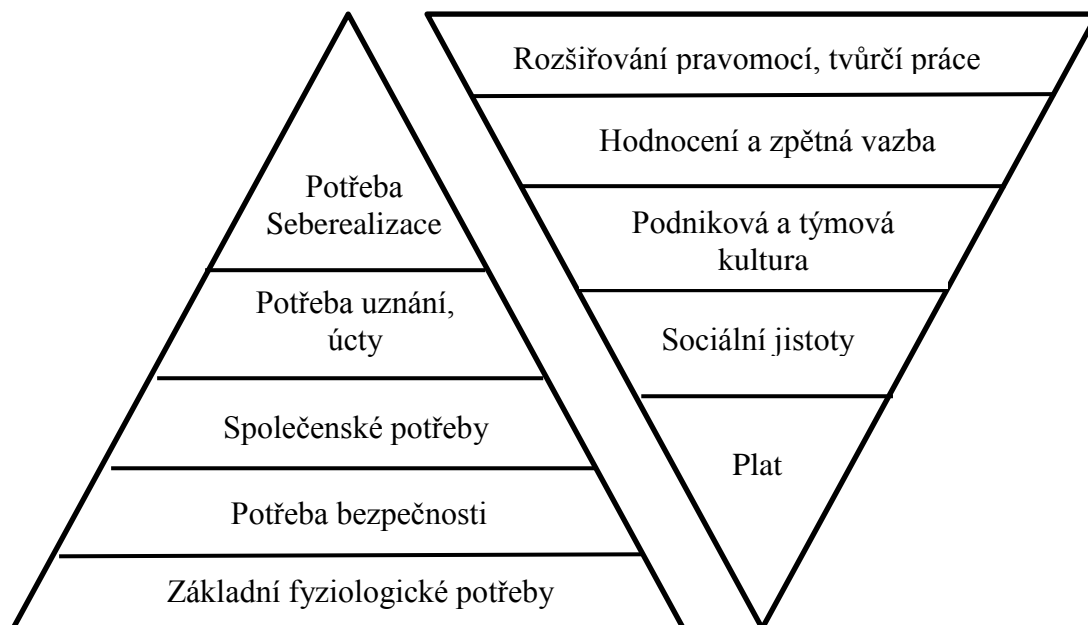 Potřeba
Seberealizace
Potřeba uznání,
úcty
Společenské potřeby
Potřeba bezpečnosti
Základní fyziologické potřeby
Rozšiřování pravomocí, tvůrčí práce
Hodnocení a zpětná vazba
Podniková a týmová
kultura
Sociální jistoty
Plat